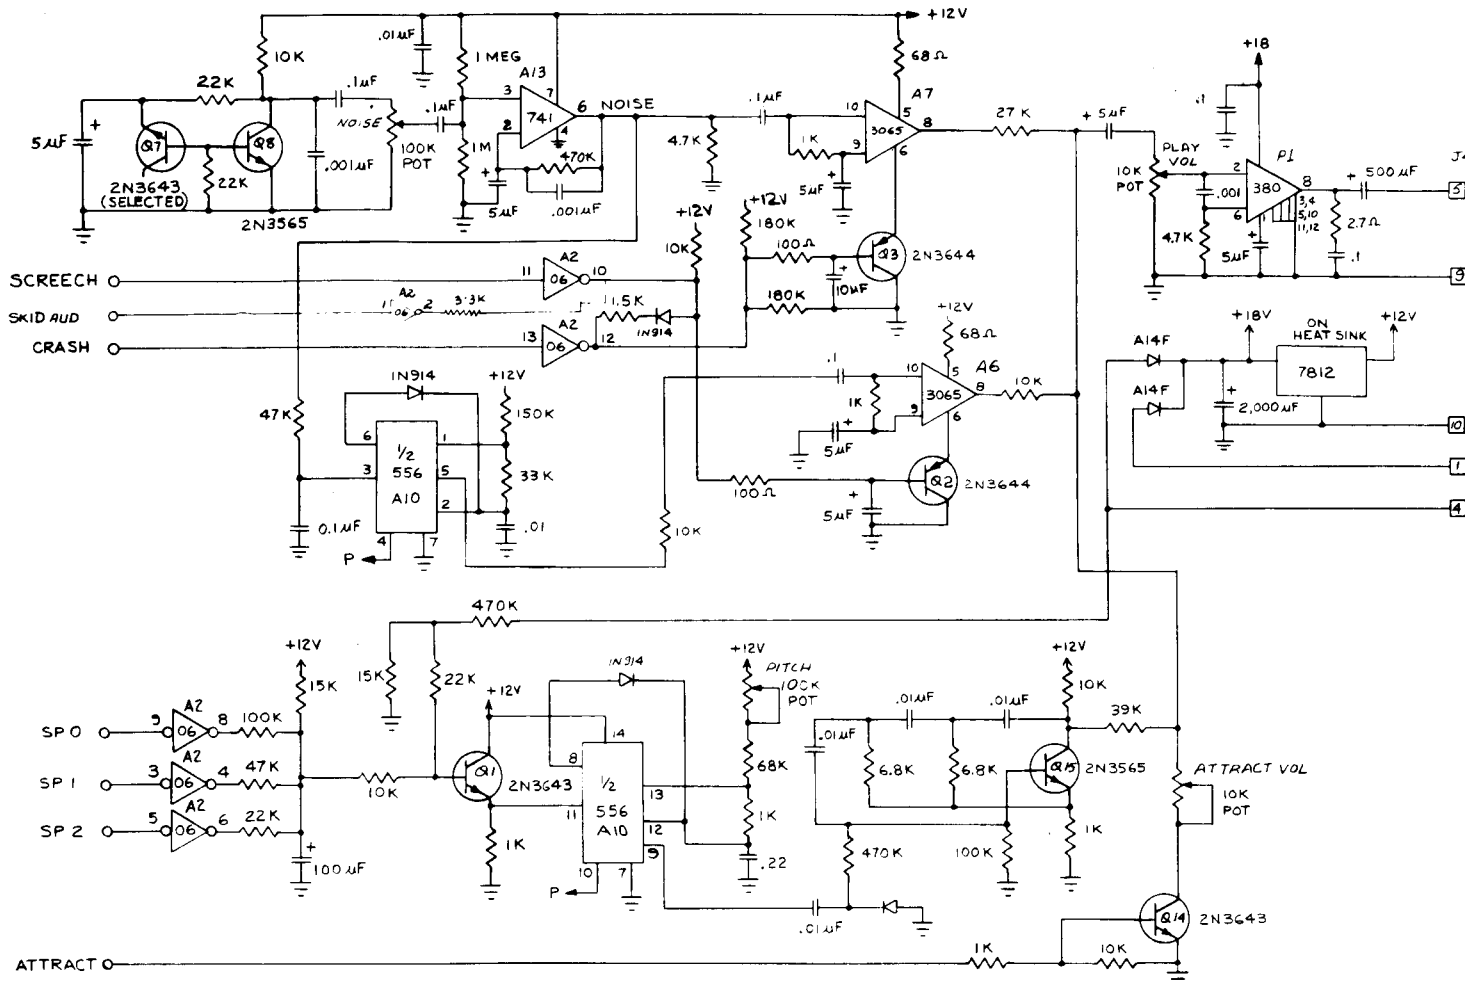 +12V
.01µF
10K
1 MEG
68Ω
+18
22K
A13
A7
.1µF
.1µF
3
7
741
6
NOISE
.1µF
10
5
3065
8
27K
+ 5µF
.1
5µF
+
Q7
Q8
NOISE
100K
POT
2
4
1M
470K
4.7K
1K
9
6
5µF
PLAY
VOL
10K
POT
P1
2
380
8
3,4
5,10
11,12
+ 500µF
J4
5
.001µF
22K
2N3643
(SELECTED)
2N3565
+
5µF
.001µF
.001
6
1
4.7K
5µF
2.7Ω
.1
9
+12V
10K
+12V
180K
100Ω
Q3
2N3644
+
10µF
180K
SCREECH
11
A2
06
10
SKID AUD
1
A2
06
2
3.3K
1.5K
1N914
CRASH
13
A2
06
12
+12V
68Ω
+18V
ON
HEAT SINK
+12V
A14F
A14F
7812
+
2,000µF
10
1
4
1N914
+12V
150K
47K
6
1
3
1/2
556
A10
5
2
33K
.01
0.1µF
4
7
P
.1
10
5
A6
3065
8
10K
1K
9
6
+
5µF
100Ω
Q2
2N3644
+
5µF
10K
470K
+12V
15K
15K
22K
+12V
1N914
+12V
PITCH
100K
POT
+12V
10K
.01µF
.01µF
.01µF
39K
SP 0
9
A2
06
8
100K
SP 1
3
A2
06
4
47K
SP 2
5
A2
06
6
22K
10K
Q1
2N3643
14
8
13
1/2
556
A10
11
12
9
10
7
P
68K
1K
.22
6.8K
6.8K
Q15
2N3565
ATTRACT VOL
10K
POT
+
100µF
1K
470K
100K
1K
.01µF
Q14
2N3643
ATTRACT
1K
10K